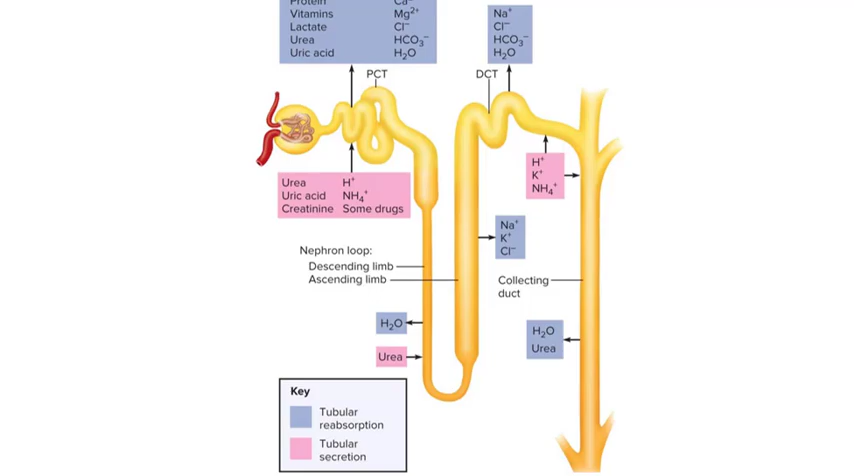 Protein Ca²⁺
Vitamins Mg²⁺
Lactate Cl⁻
Urea HCO₃⁻
Uric acid H₂O
Na⁺
Cl⁻
HCO₃⁻
H₂O
PCT
DCT
Urea H⁺
Uric acid NH₄⁺
Creatinine Some drugs
H⁺
K⁺
NH₄⁺
Na⁺
K⁺
Cl⁻
Nephron loop:
Descending limb
Ascending limb
Collecting
duct
H₂O
Urea
H₂O
Urea
Key
Tubular
reabsorption
Tubular
secretion